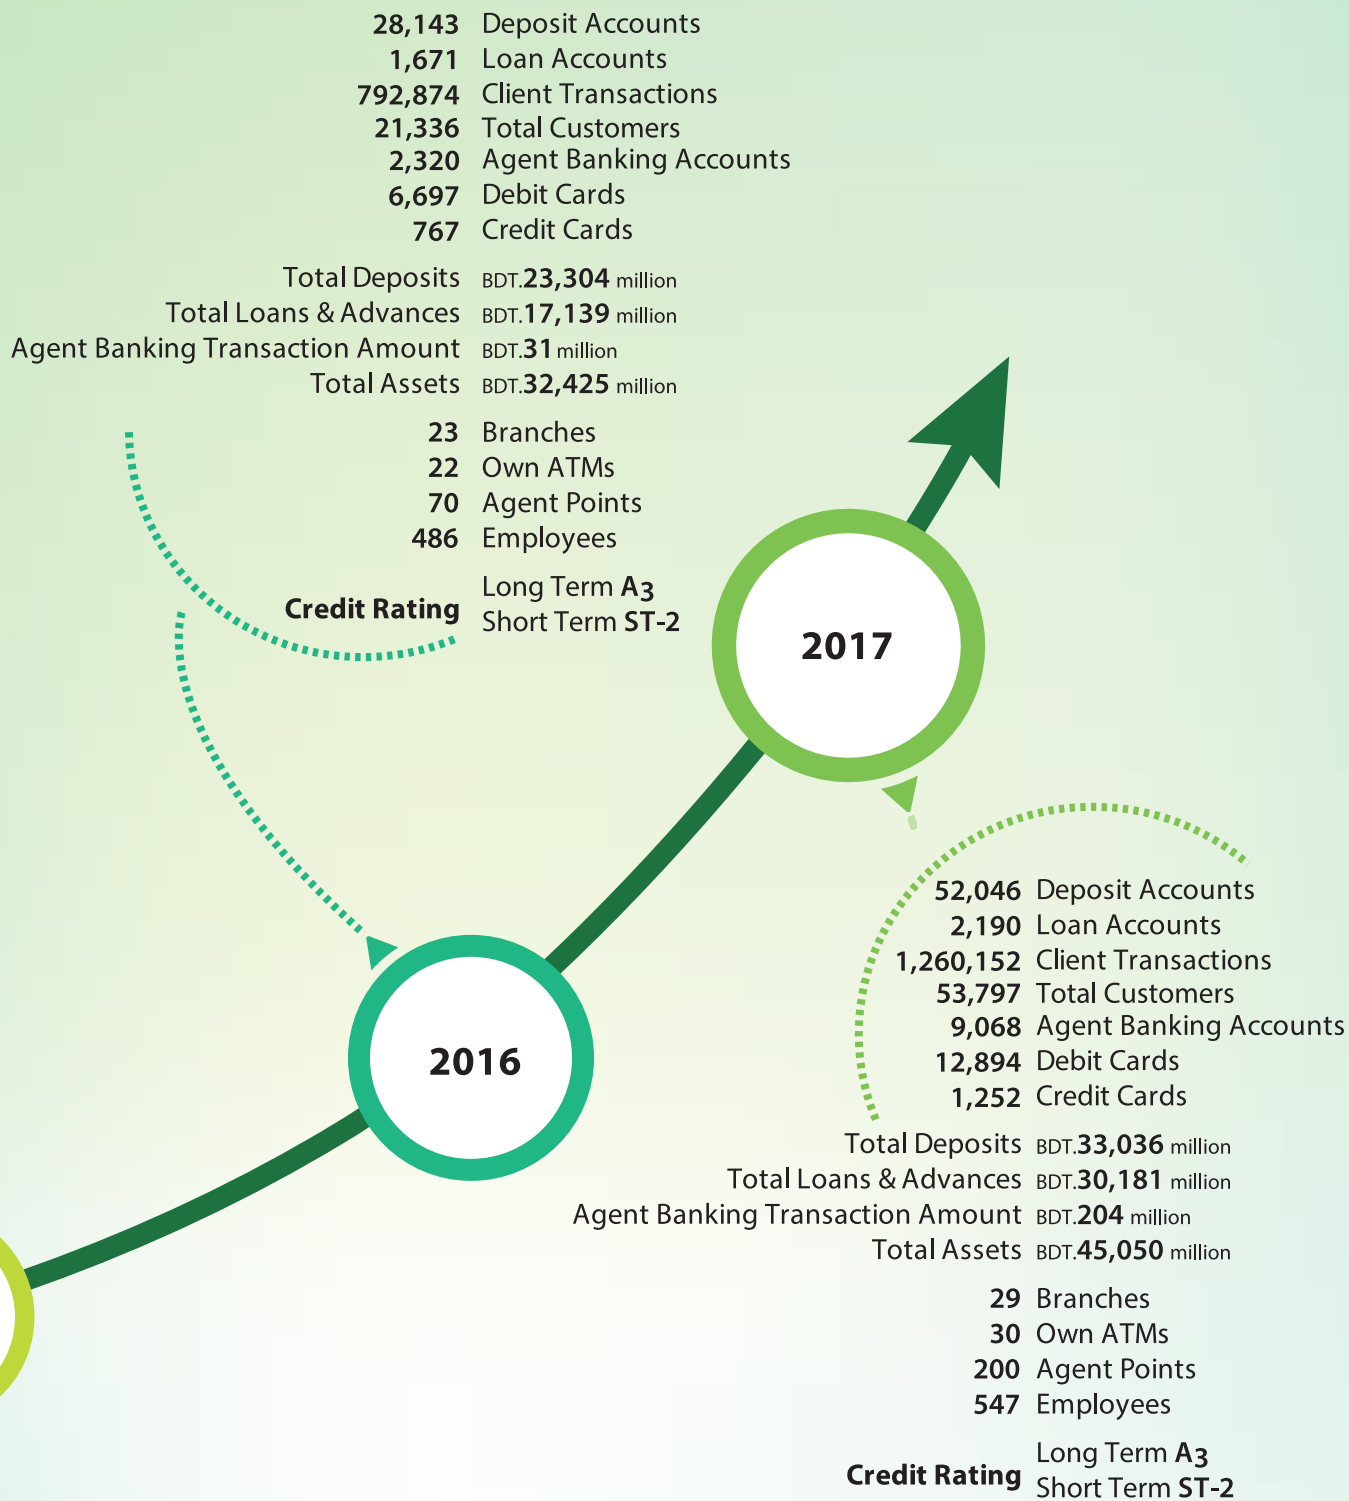 28,143 Deposit Accounts
1,671 Loan Accounts
792,874 Client Transactions
21,336 Total Customers
2,320 Agent Banking Accounts
6,697 Debit Cards
767 Credit Cards
Total Deposits BDT.23,304 million
Total Loans & Advances BDT.17,139 million
Agent Banking Transaction Amount BDT.31 million
Total Assets BDT.32,425 million
23 Branches
22 Own ATMs
70 Agent Points
486 Employees
Credit Rating
Long Term A3
Short Term ST-2
2017
2016
52,046 Deposit Accounts
2,190 Loan Accounts
1,260,152 Client Transactions
53,797 Total Customers
9,068 Agent Banking Accounts
12,894 Debit Cards
1,252 Credit Cards
Total Deposits BDT.33,036 million
Total Loans & Advances BDT.30,181 million
Agent Banking Transaction Amount BDT.204 million
Total Assets BDT.45,050 million
29 Branches
30 Own ATMs
200 Agent Points
547 Employees
Credit Rating
Long Term A3
Short Term ST-2